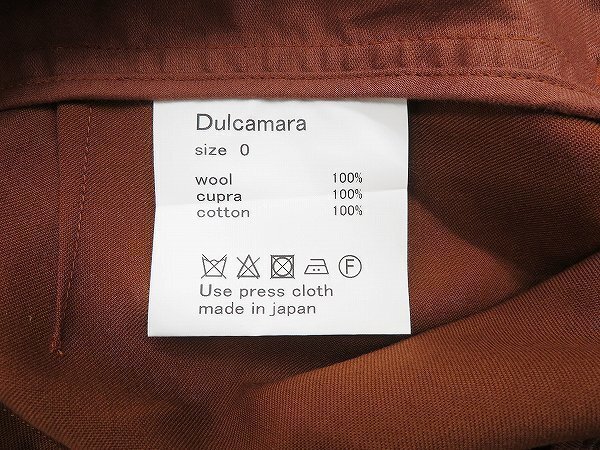 Dulcamara
size 0
wool 100%
cupra 100%
cotton 100%
F
Use press cloth
made in japan